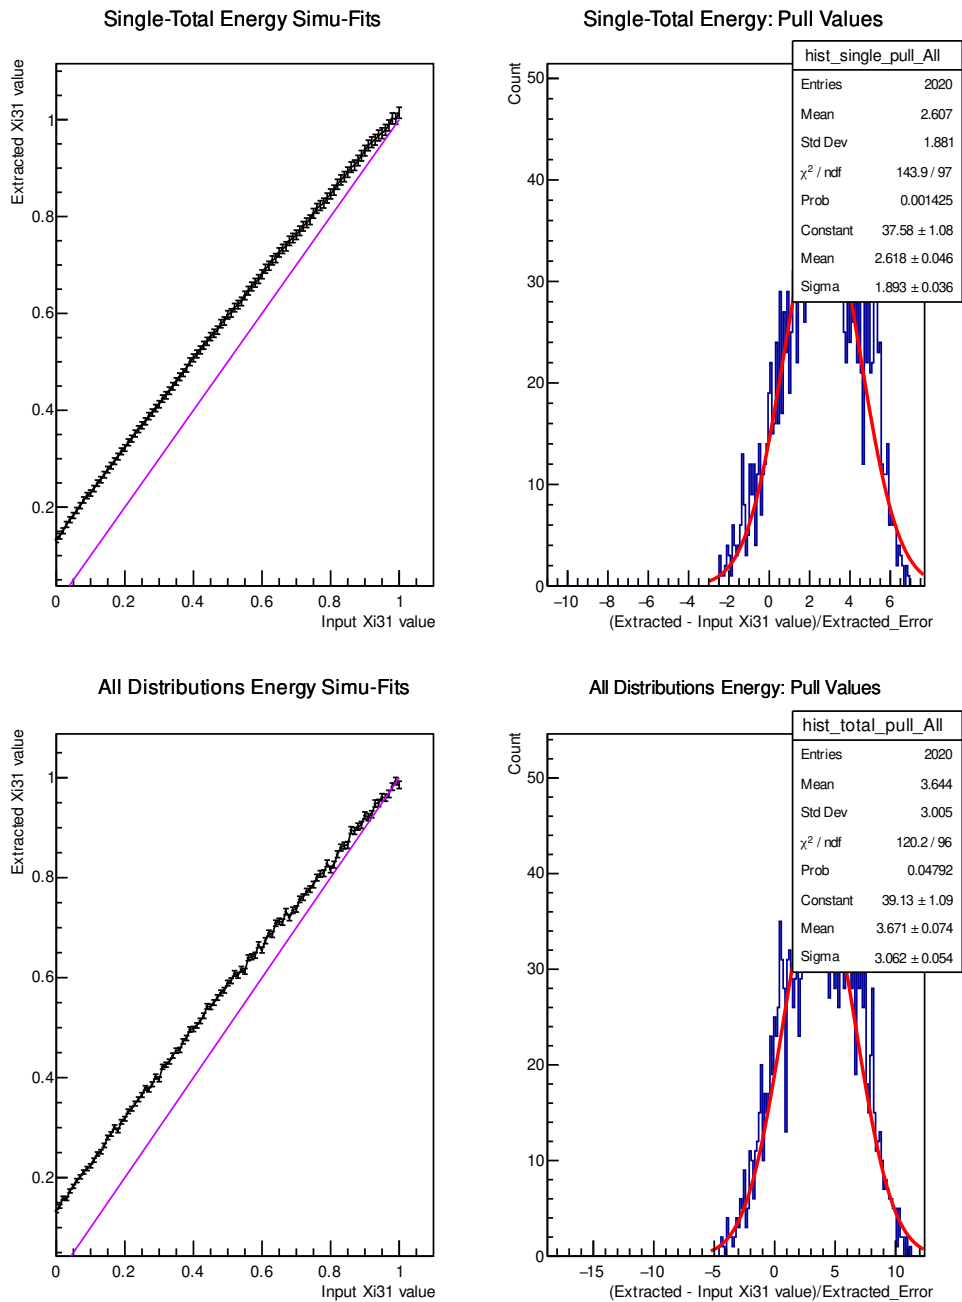 Single-Total Energy Simu-Fits
Extracted Xi31 value
1
0.8
0.6
0.4
0.2
0 0.2 0.4 0.6 0.8 1
Input Xi31 value
Single-Total Energy: Pull Values
Count
50
40
30
20
10
0
−10 −8 −6 −4 −2 0 2 4 6
(Extracted - Input Xi31 value)/Extracted_Error
hist_single_pull_All
Entries 2020
Mean 2.607
Std Dev 1.881
χ² / ndf 143.9 / 97
Prob 0.001425
Constant 37.58 ± 1.08
Mean 2.618 ± 0.046
Sigma 1.893 ± 0.036
All Distributions Energy Simu-Fits
Extracted Xi31 value
1
0.8
0.6
0.4
0.2
0 0.2 0.4 0.6 0.8 1
Input Xi31 value
All Distributions Energy: Pull Values
Count
50
40
30
20
10
0
−15 −10 −5 0 5 10
(Extracted - Input Xi31 value)/Extracted_Error
hist_total_pull_All
Entries 2020
Mean 3.644
Std Dev 3.005
χ² / ndf 120.2 / 96
Prob 0.04792
Constant 39.13 ± 1.09
Mean 3.671 ± 0.074
Sigma 3.062 ± 0.054